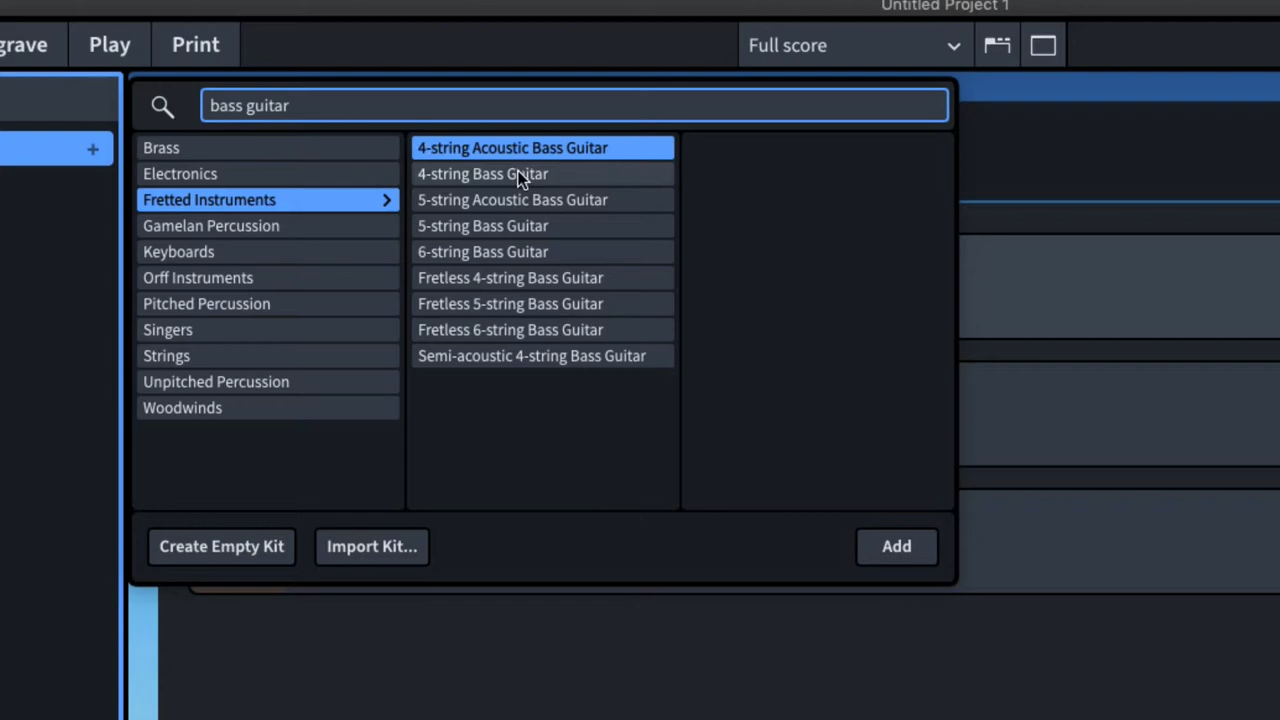 Untitled Project 1
grave
Play
Print
Full score
bass guitar
Brass
Electronics
Fretted Instruments
Gamelan Percussion
Keyboards
Orff Instruments
Pitched Percussion
Singers
Strings
Unpitched Percussion
Woodwinds
4-string Acoustic Bass Guitar
4-string Bass Guitar
5-string Acoustic Bass Guitar
5-string Bass Guitar
6-string Bass Guitar
Fretless 4-string Bass Guitar
Fretless 5-string Bass Guitar
Fretless 6-string Bass Guitar
Semi-acoustic 4-string Bass Guitar
Create Empty Kit
Import Kit...
Add